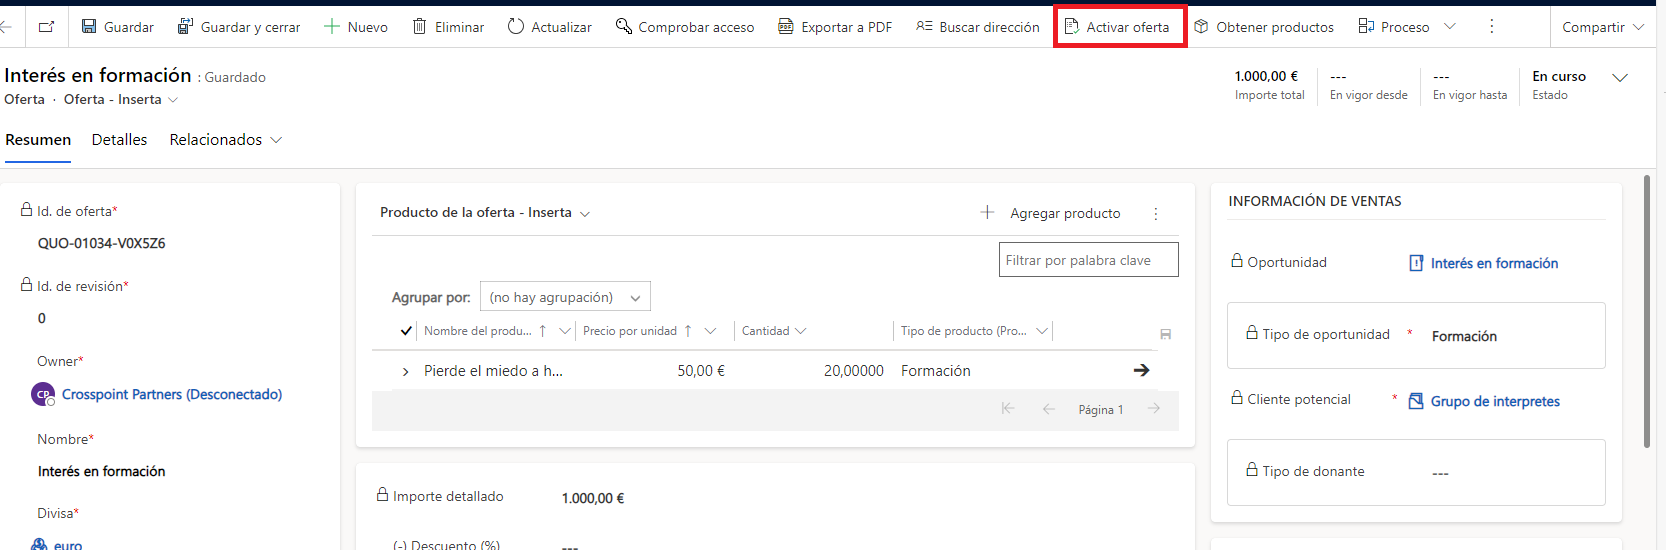 Guardar
Guardar y cerrar
Nuevo
Eliminar
Actualizar
Comprobar acceso
Exportar a PDF
Buscar dirección
Activar oferta
Obtener productos
Proceso
Compartir
Interés en formación : Guardado
Oferta · Oferta - Inserta
1.000,00 €
Importe total
---
En vigor desde
---
En vigor hasta
En curso
Estado
Resumen
Detalles
Relacionados
Id. de oferta*
QUO-01034-V0X5Z6
Id. de revisión*
0
Owner*
CP
Crosspoint Partners (Desconectado)
Nombre*
Interés en formación
Divisa*
euro
Producto de la oferta - Inserta
Agregar producto
Filtrar por palabra clave
Agrupar por: (no hay agrupación)
Nombre del produ... Precio por unidad Cantidad Tipo de producto (Pro...
Pierde el miedo a h... 50,00 € 20,00000 Formación
Página 1
Importe detallado 1.000,00 €
(-) Descuento (%) ---
INFORMACIÓN DE VENTAS
Oportunidad Interés en formación
Tipo de oportunidad * Formación
Cliente potencial * Grupo de interpretes
Tipo de donante ---